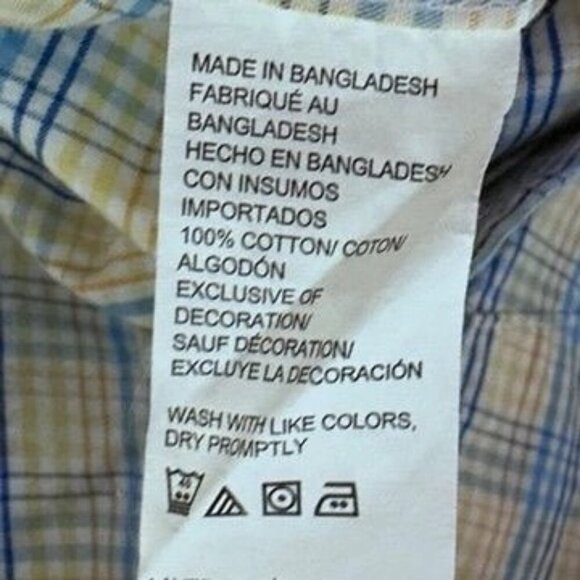 MADE IN BANGLADESH
FABRIQUÉ AU
BANGLADESH
HECHO EN BANGLADESH
CON INSUMOS
IMPORTADOS
100% COTTON/ COTON/
ALGODÓN
EXCLUSIVE OF
DECORATION/
SAUF DÉCORATION/
EXCLUYE LA DECORACIÓN
WASH WITH LIKE COLORS,
DRY PROMPTLY
40